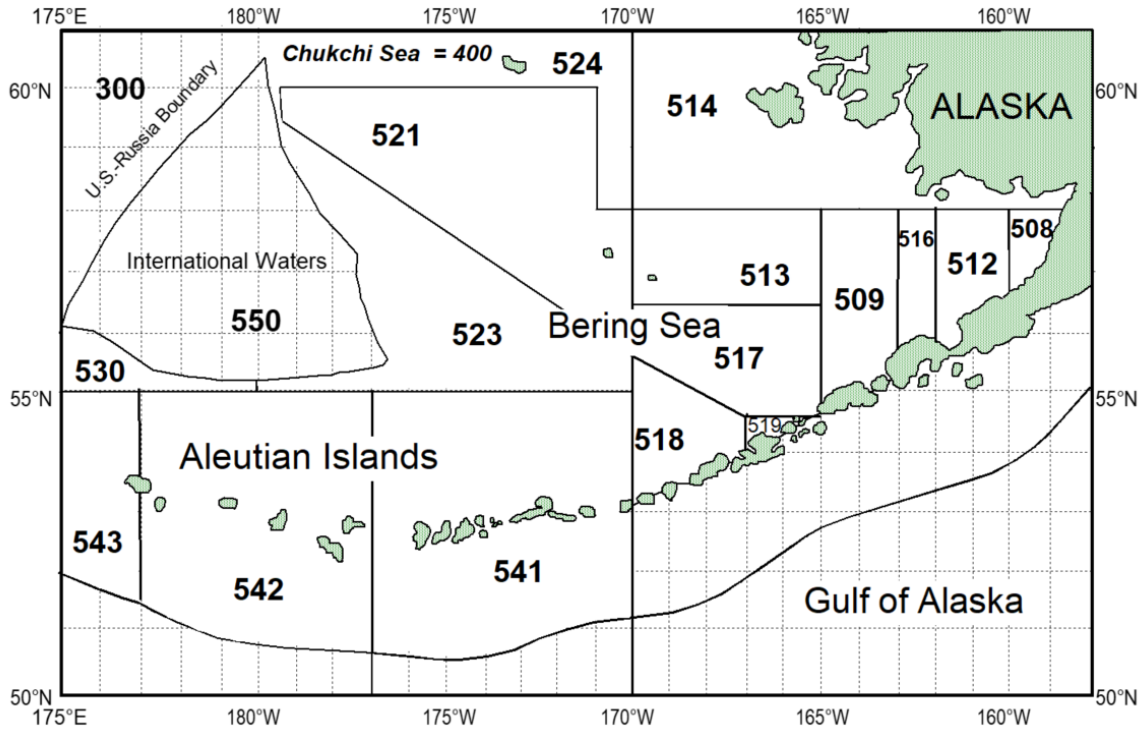 175°E 180°W 175°W 170°W 165°W 160°W
Chukchi Sea = 400
524
60°N
300
514
ALASKA
60°N
U.S.-Russia Boundary
521
508
516
International Waters
513
512
509
550
523
Bering Sea
517
530
55°N
55°N
519
518
Aleutian Islands
543
542
541
Gulf of Alaska
50°N
50°N
175°E 180°W 175°W 170°W 165°W 160°W